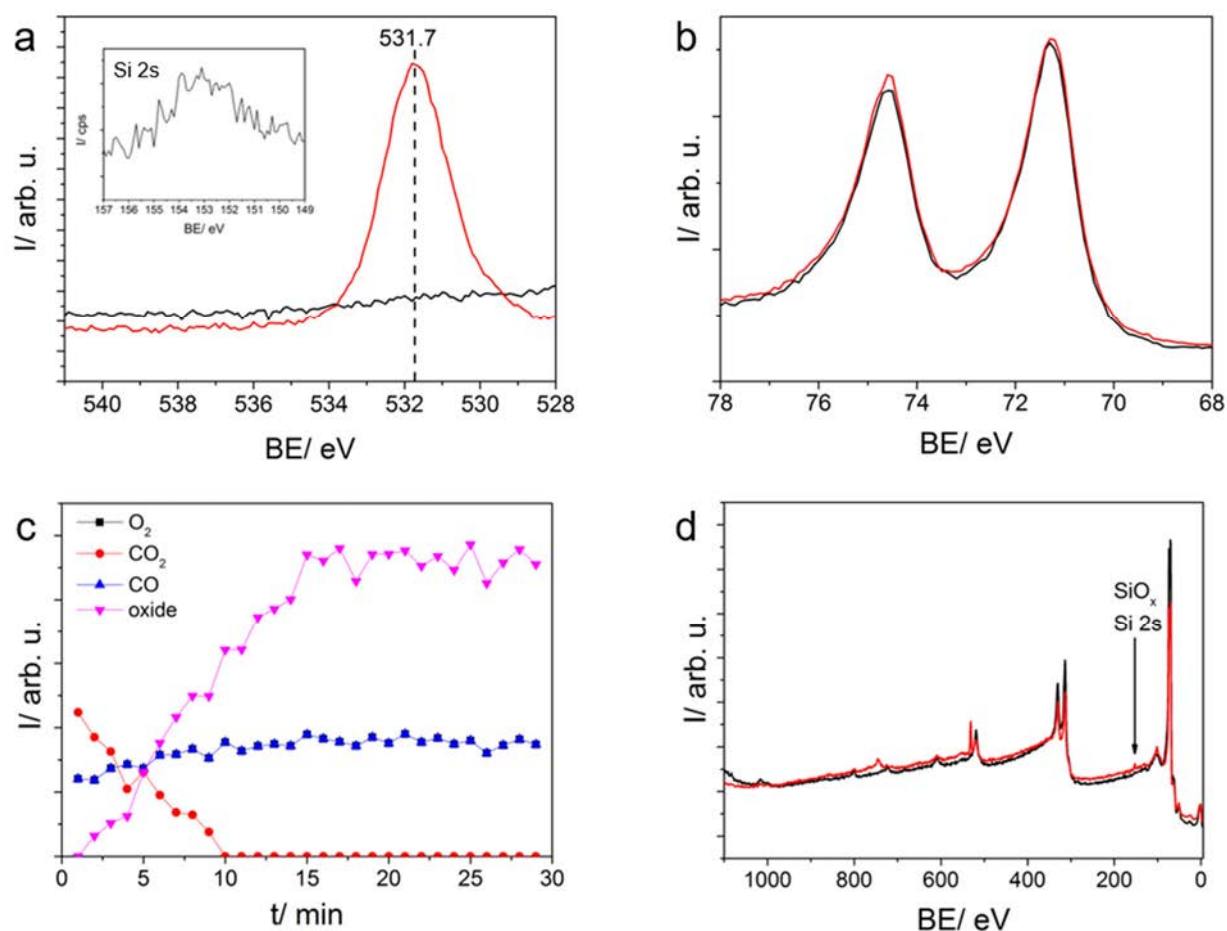 a
531.7
Si 2s
I/ cps
157 156 155 154 153 152 151 150 149
BE/ eV
I/ arb. u.
540 538 536 534 532 530 528
BE/ eV
b
I/ arb. u.
78 76 74 72 70 68
BE/ eV
c
O₂
CO₂
CO
oxide
I/ arb. u.
0 5 10 15 20 25 30
t/ min
d
SiOₓ
Si 2s
I/ arb. u.
1000 800 600 400 200 0
BE/ eV